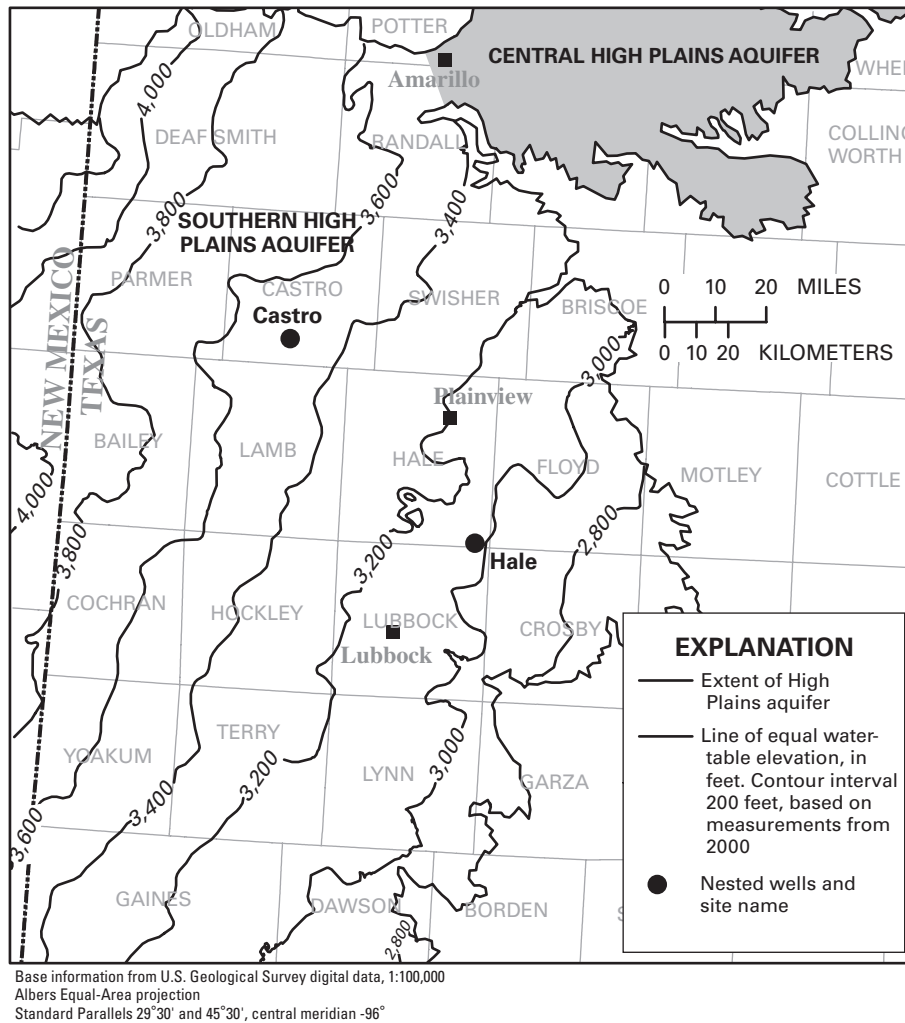 OLDHAM
POTTER
CENTRAL HIGH PLAINS AQUIFER
WHE
Amarillo
4,000
DEAF SMITH
RANDALL
COLLING
WORTH
3,800
3,600
3,400
SOUTHERN HIGH
PLAINS AQUIFER
PARMER
CASTRO
SWISHER
BRISCOE
0 10 20 MILES
0 10 20 KILOMETERS
Castro
NEW MEXICO
TEXAS
3,000
Plainview
BAILEY
LAMB
HALE
FLOYD
MOTLEY
COTTLE
4,000
3,800
3,200
2,800
Hale
COCHRAN
HOCKLEY
LUBBOCK
CROSBY
Lubbock
YOAKUM
TERRY
LYNN
GARZA
3,000
3,200
3,400
3,600
GAINES
DAWSON
BORDEN
S
2,800
EXPLANATION
Extent of High
Plains aquifer
Line of equal water-
table elevation, in
feet. Contour interval
200 feet, based on
measurements from
2000
Nested wells and
site name
Base information from U.S. Geological Survey digital data, 1:100,000
Albers Equal-Area projection
Standard Parallels 29°30' and 45°30', central meridian -96°